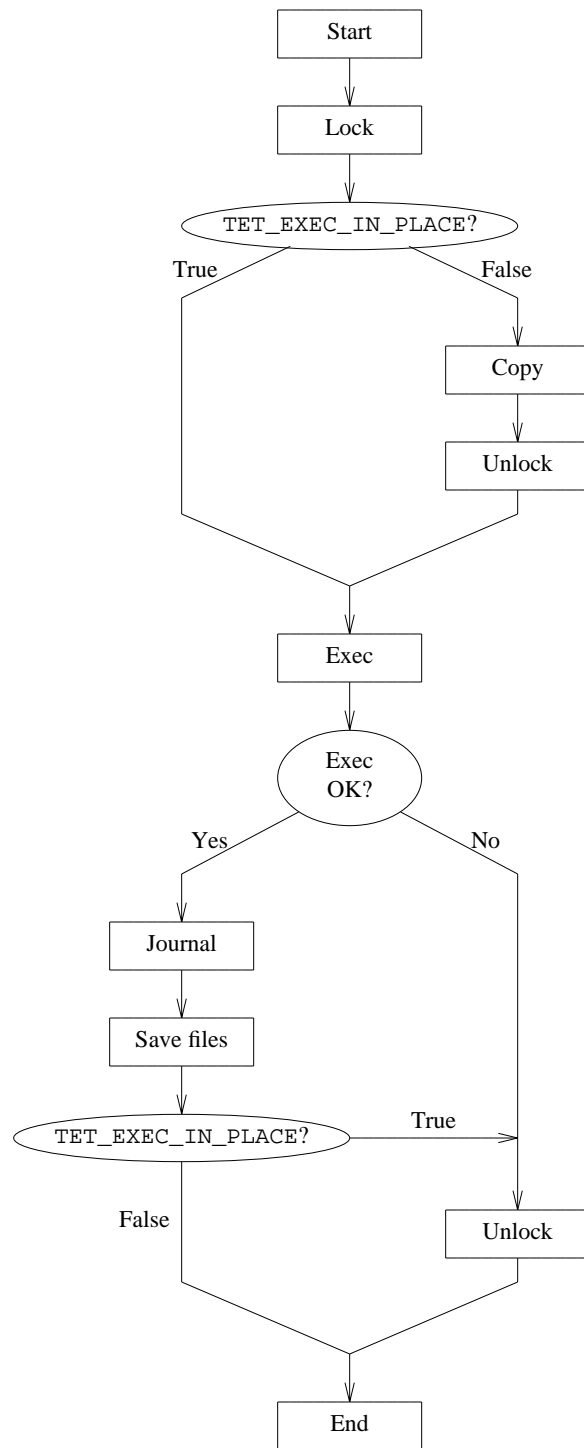 Start
Lock
TET_EXEC_IN_PLACE?
True
False
Copy
Unlock
Exec
Exec
OK?
Yes
No
Journal
Save files
TET_EXEC_IN_PLACE?
True
False
Unlock
End